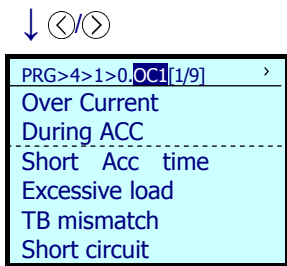 ↓ ‹/›
PRG>4>1>0.OC1[1/9] ›
Over Current
During ACC
Short Acc time
Excessive load
TB mismatch
Short circuit